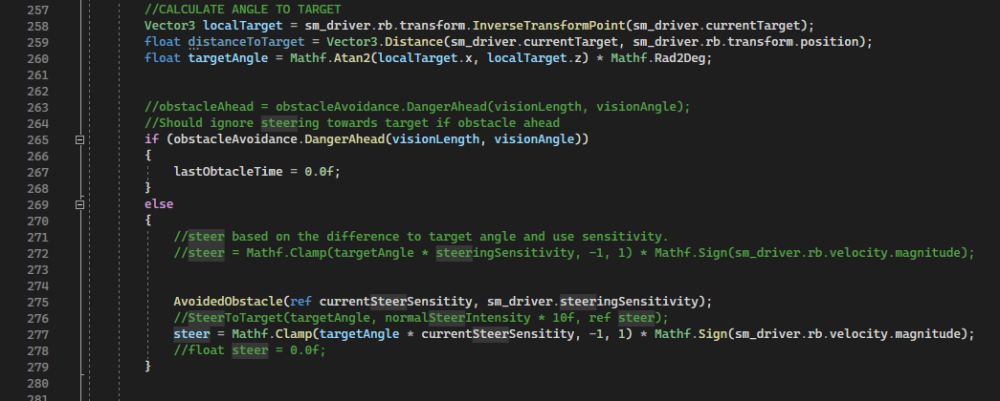 257 //CALCULATE ANGLE TO TARGET
258 Vector3 localTarget = sm_driver.rb.transform.InverseTransformPoint(sm_driver.currentTarget);
259 float distanceToTarget = Vector3.Distance(sm_driver.currentTarget, sm_driver.rb.transform.position);
260 float targetAngle = Mathf.Atan2(localTarget.x, localTarget.z) * Mathf.Rad2Deg;
261
262
263 //obstacleAhead = obstacleAvoidance.DangerAhead(visionLength, visionAngle);
264 //Should ignore steering towards target if obstacle ahead
265 if (obstacleAvoidance.DangerAhead(visionLength, visionAngle))
266 {
267 lastObtacleTime = 0.0f;
268 }
269 else
270 {
271 //steer based on the difference to target angle and use sensitivity.
272 //steer = Mathf.Clamp(targetAngle * steeringSensitivity, -1, 1) * Mathf.Sign(sm_driver.rb.velocity.magnitude);
273
274
275 AvoidedObstacle(ref currentSteerSensitity, sm_driver.steeringSensitivity);
276 //SteerToTarget(targetAngle, normalSteerIntensity * 10f, ref steer);
277 steer = Mathf.Clamp(targetAngle * currentSteerSensitity, -1, 1) * Mathf.Sign(sm_driver.rb.velocity.magnitude);
278 //float steer = 0.0f;
279 }
280
281